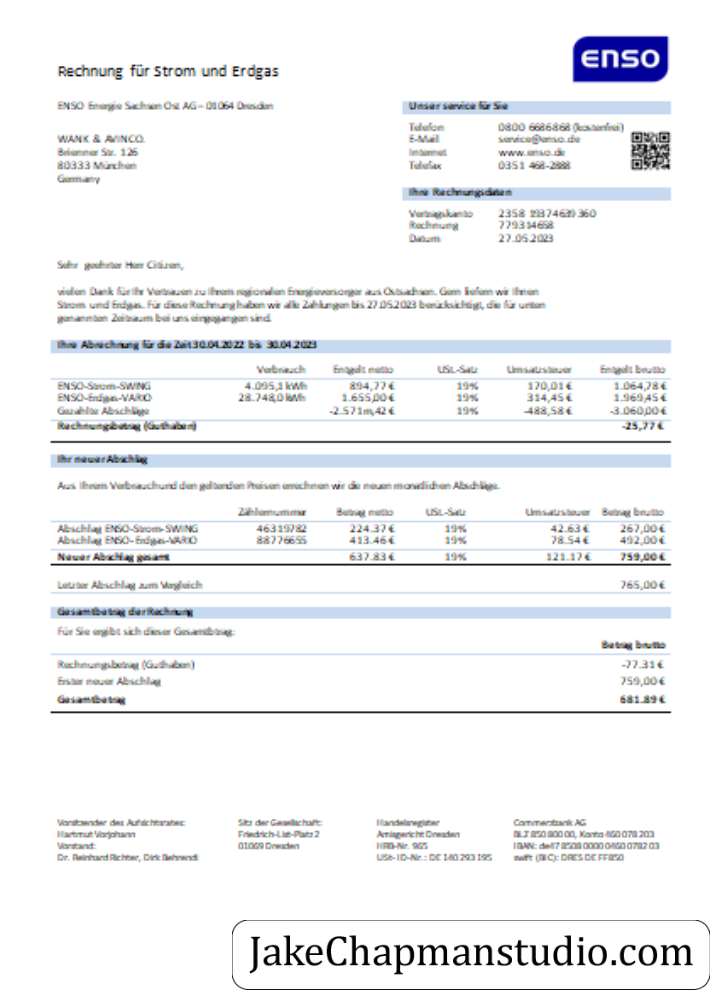 enso
Rechnung für Strom und Erdgas
ENSO Energie Sachsen Ost AG – 01064 Dresden
Unser service für Sie
Telefon 0800 6686868 (kostenfrei)
E-Mail service@enso.de
Internet www.enso.de
Telefax 0351 468-2888
WANK & AVINCO.
Brienner Str. 126
80333 München
Germany
Ihre Rechnungsdaten
Vertragskonto 2358 19374639 360
Rechnung 779314658
Datum 27.05.2023
Sehr geehrter Herr Citizen,
vielen Dank für Ihr Vertrauen zu Ihrem regionalen Energieversorger aus Ostsachsen. Gern liefern wir Ihnen
Strom und Erdgas. Für diese Rechnung haben wir alle Zahlungen bis 27.05.2023 berücksichtigt, die für unten
genannten Zeitraum bei uns eingegangen sind.
Ihre Abrechnung für die Zeit 30.04.2022 bis 30.04.2023
Verbrauch Entgelt netto USt.-Satz Umsatzsteuer Entgelt brutto
ENSO-Strom-SWING 4.095,1 kWh 894,77 € 19% 170,01 € 1.064,78 €
ENSO-Erdgas-VARIO 28.748,0 kWh 1.655,00 € 19% 314,45 € 1.969,45 €
Gezahlte Abschläge -2.571m,42 € 19% -488,58 € -3.060,00 €
Rechnungsbetrag (Guthaben) -25,77 €
Ihr neuer Abschlag
Aus Ihrem Verbrauch und den geltenden Preisen errechnen wir die neuen monatlichen Abschläge.
Zählernummer Betrag netto USt.-Satz Umsatzsteuer Betrag brutto
Abschlag ENSO-Strom-SWING 46319782 224.37 € 19% 42.63 € 267,00 €
Abschlag ENSO-Erdgas-VARIO 88776655 413.46 € 19% 78.54 € 492,00 €
Neuer Abschlag gesamt 637.83 € 19% 121.17 € 759,00 €
Letzter Abschlag zum Vergleich 765,00 €
Gesamtbetrag der Rechnung
Für Sie ergibt sich dieser Gesamtbtrag:
Betrag brutto
Rechnungsbetrag (Guthaben) -77.31 €
Erster neuer Abschlag 759,00 €
Gesamtbetrag 681.89 €
Vorsitzender des Aufsichtsrates:
Hartmut Vorjohann
Vorstand:
Dr. Reinhard Richter, Dirk Behrendt
Sitz der Gesellschaft:
Friedrich-List-Platz 2
01069 Dresden
Handelsregister
Amtsgericht Dresden
HRB-Nr. 965
USt- ID-Nr.: DE 140 293 195
Commerzbank AG
BLZ 850 800 00, Konto 460 078 203
IBAN: de47 8508 0000 0460 0782 03
swift (BIC): DRES DE FF 850
JakeChapmanstudio.com